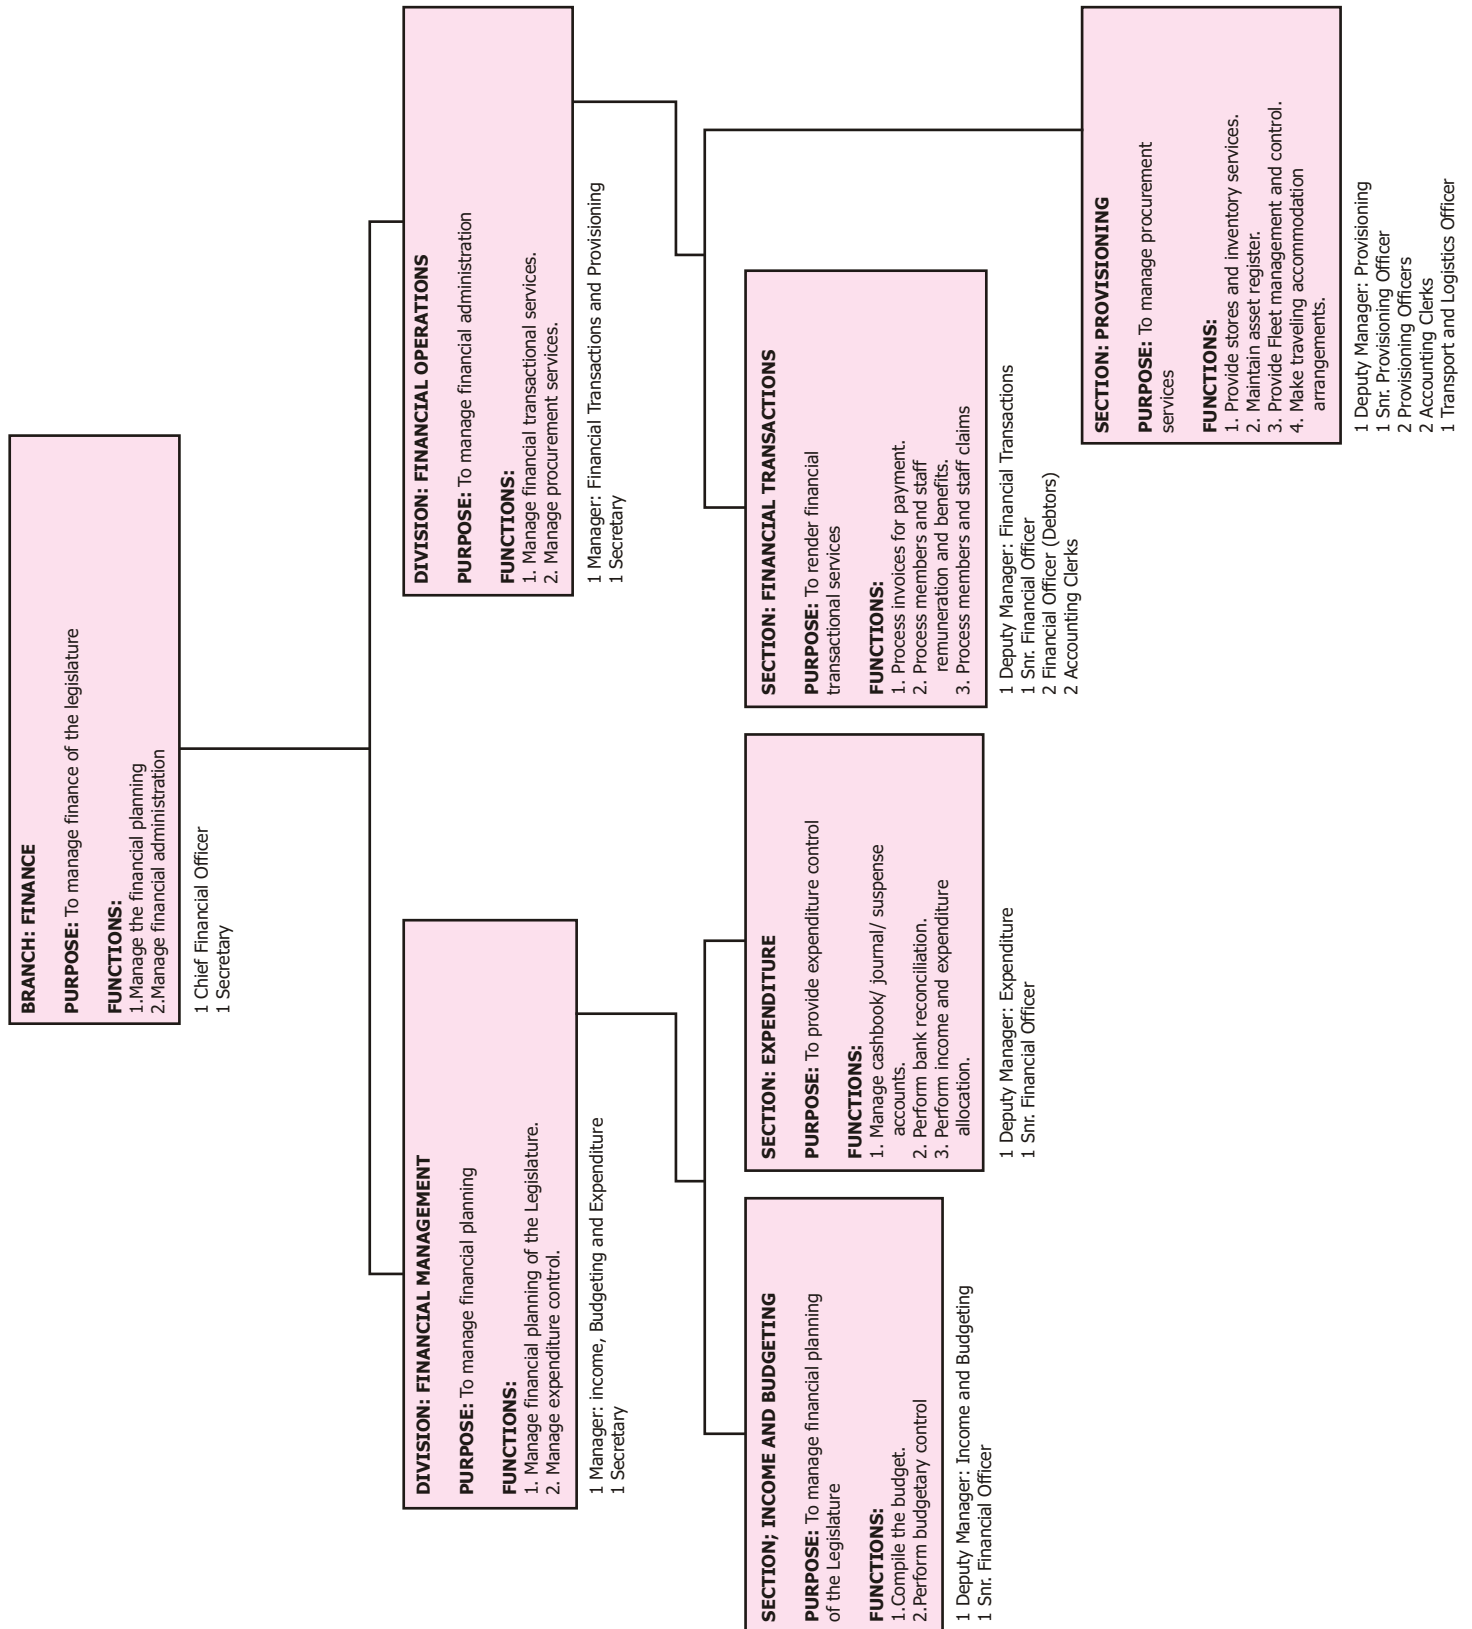 BRANCH: FINANCE
PURPOSE: To manage finance of the legislature
FUNCTIONS:
1.Manage the financial planning
2.Manage financial administration
1 Chief Financial Officer
1 Secretary
DIVISION: FINANCIAL MANAGEMENT
PURPOSE: To manage financial planning
FUNCTIONS:
1. Manage financial planning of the Legislature.
2. Manage expenditure control.
1 Manager: income, Budgeting and Expenditure
1 Secretary
DIVISION: FINANCIAL OPERATIONS
PURPOSE: To manage financial administration
FUNCTIONS:
1. Manage financial transactional services.
2. Manage procurement services.
1 Manager: Financial Transactions and Provisioning
1 Secretary
SECTION; INCOME AND BUDGETING
PURPOSE: To manage financial planning
of the Legislature
FUNCTIONS:
1.Compile the budget.
2.Perform budgetary control
1 Deputy Manager: Income and Budgeting
1 Snr. Financial Officer
SECTION: EXPENDITURE
PURPOSE: To provide expenditure control
FUNCTIONS:
1. Manage cashbook/ journal/ suspense
accounts.
2. Perform bank reconciliation.
3. Perform income and expenditure
allocation.
1 Deputy Manager: Expenditure
1 Snr. Financial Officer
SECTION: FINANCIAL TRANSACTIONS
PURPOSE: To render financial
transactional services
FUNCTIONS:
1. Process invoices for payment.
2. Process members and staff
remuneration and benefits.
3. Process members and staff claims
1 Deputy Manager: Financial Transactions
1 Snr. Financial Officer
2 Financial Officer (Debtors)
2 Accounting Clerks
SECTION: PROVISIONING
PURPOSE: To manage procurement
services
FUNCTIONS:
1. Provide stores and inventory services.
2. Maintain asset register.
3. Provide Fleet management and control.
4. Make traveling accommodation
arrangements.
1 Deputy Manager: Provisioning
1 Snr. Provisioning Officer
2 Provisioning Officers
2 Accounting Clerks
1 Transport and Logistics Officer